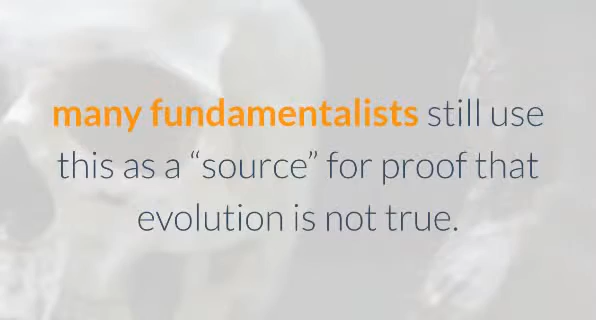 many fundamentalists still use
this as a “source” for proof that
evolution is not true.